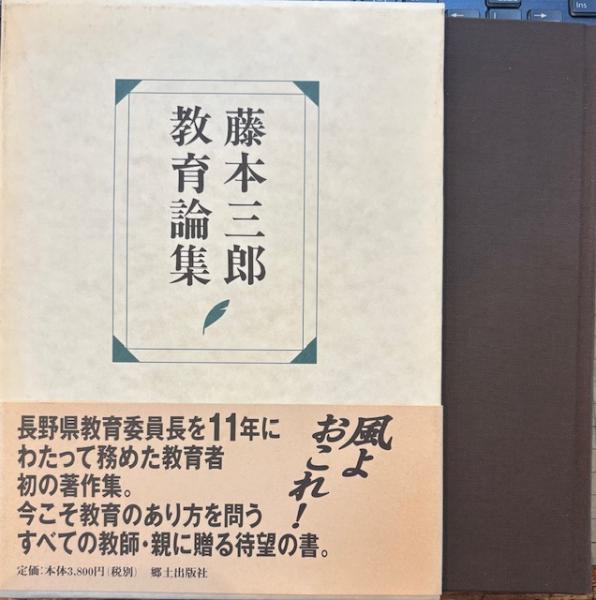 藤本三郎
教育論集
風よ
おこれ!
長野県教育委員長を11年に
わたって務めた教育者
初の著作集。
今こそ教育のあり方を問う
すべての教師・親に贈る待望の書。
定価:本体3,800円(税別) 郷土出版社
Ins